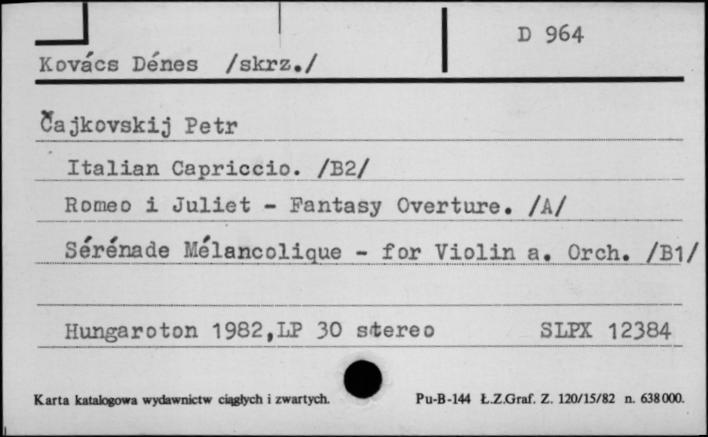 D 964
Kovács Dénes /skrz./
Čajkovskij Petr
Italian Capriccio. /B2/
Romeo i Juliet - Fantasy Overture. /A/
Sérénade Mélancolique - for Violin a. Orch. /B1/
Hungaroton 1982,LP 30 stereo SLPX 12384
Karta katalogowa wydawnictw ciągłych i zwartych. Pu-B-144 Ł.Z.Graf. Z. 120/15/82 n. 638000.